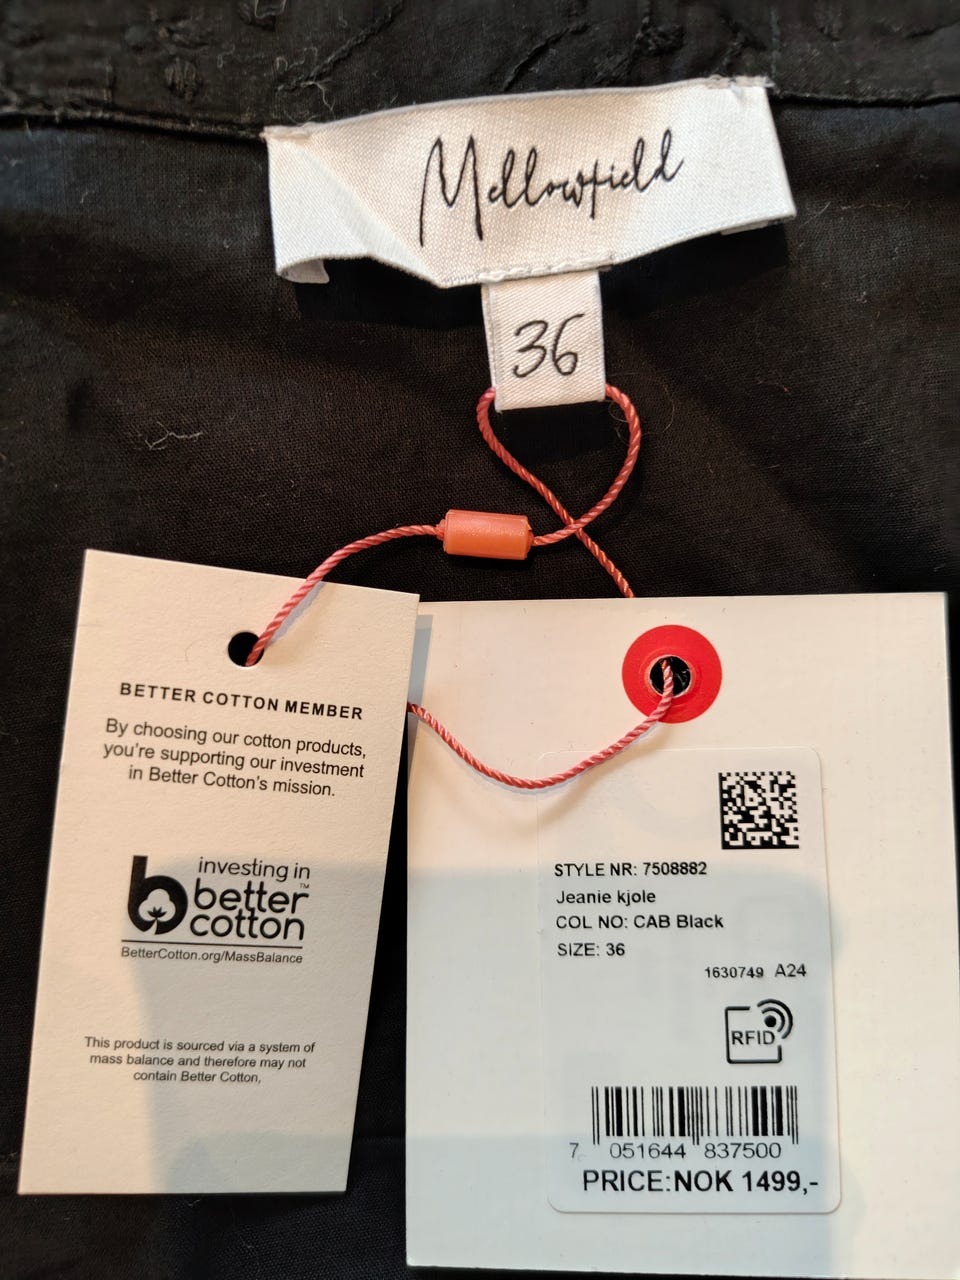 Mellowfield
36
BETTER COTTON MEMBER
By choosing our cotton products,
you're supporting our investment
in Better Cotton's mission.
investing in
better
cotton™
BetterCotton.org/MassBalance
This product is sourced via a system of
mass balance and therefore may not
contain Better Cotton,
STYLE NR: 7508882
Jeanie kjole
COL NO: CAB Black
SIZE: 36
1630749 A24
RFID
7 051644 837500
PRICE:NOK 1499,-